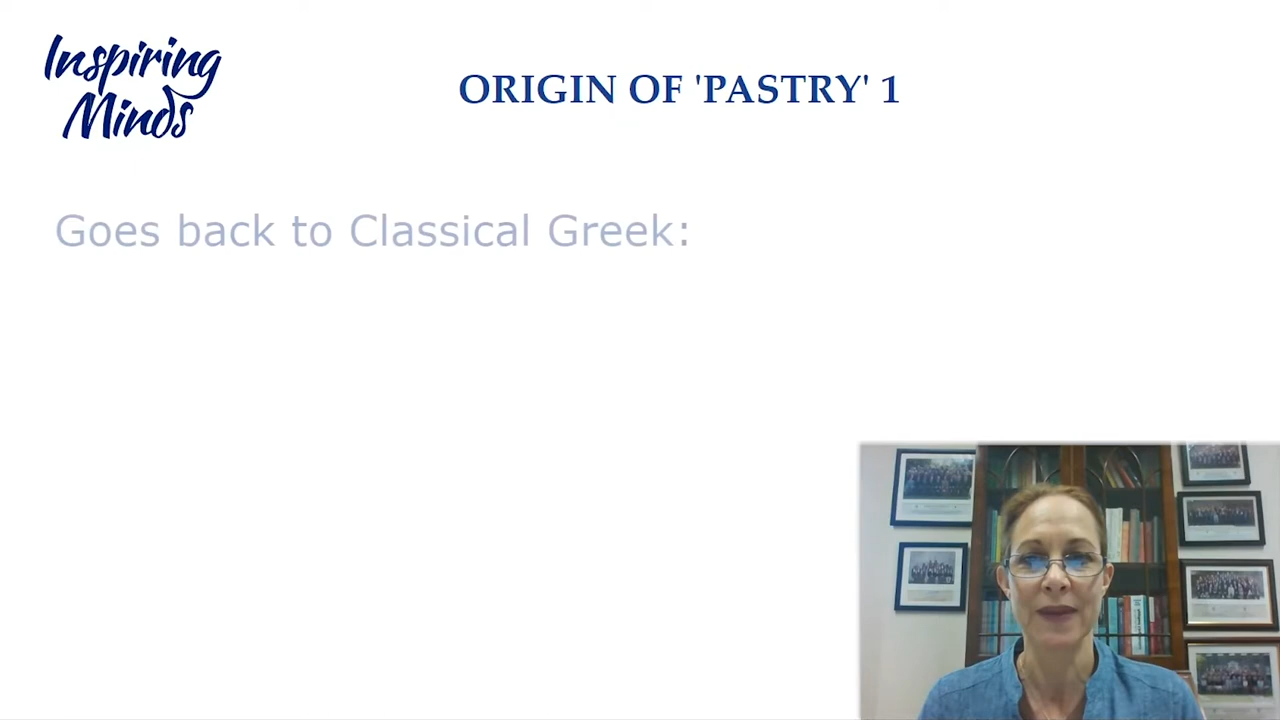 Inspiring
Minds
ORIGIN OF 'PASTRY' 1
Goes back to Classical Greek: